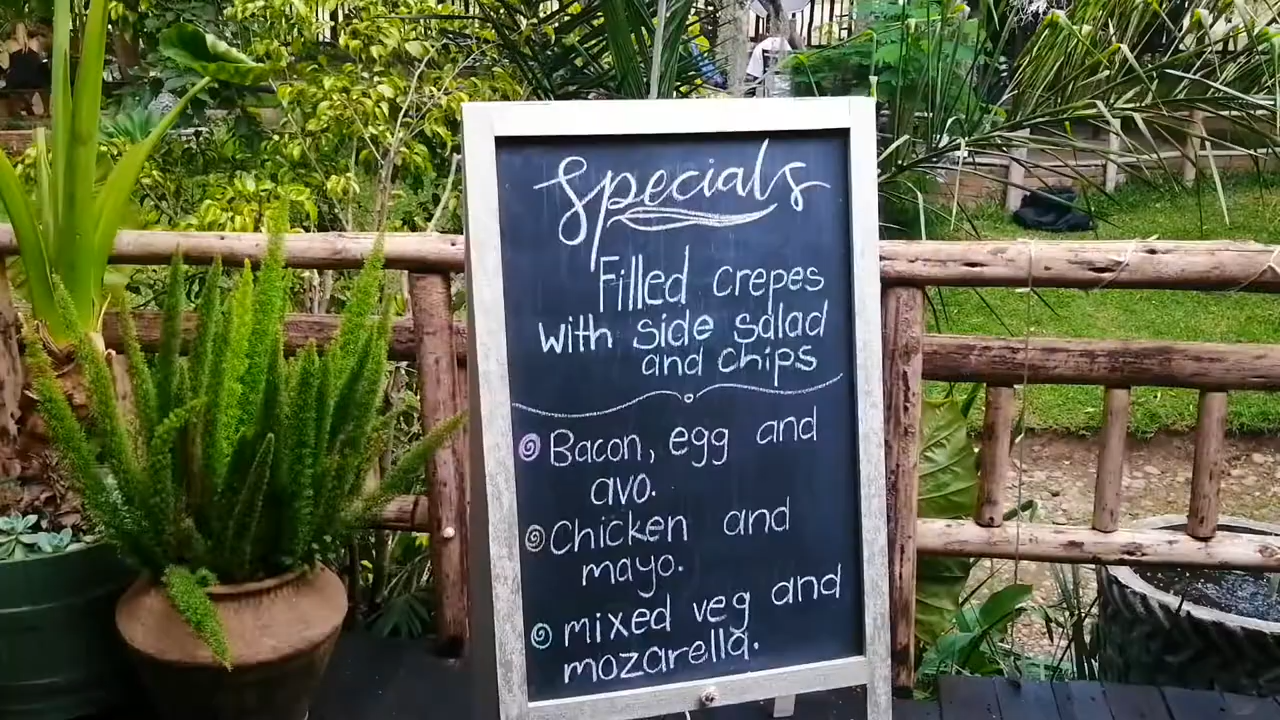 Specials
Filled crepes
with side salad
and chips
Bacon, egg and
avo.
Chicken and
mayo.
mixed veg and
mozarella.